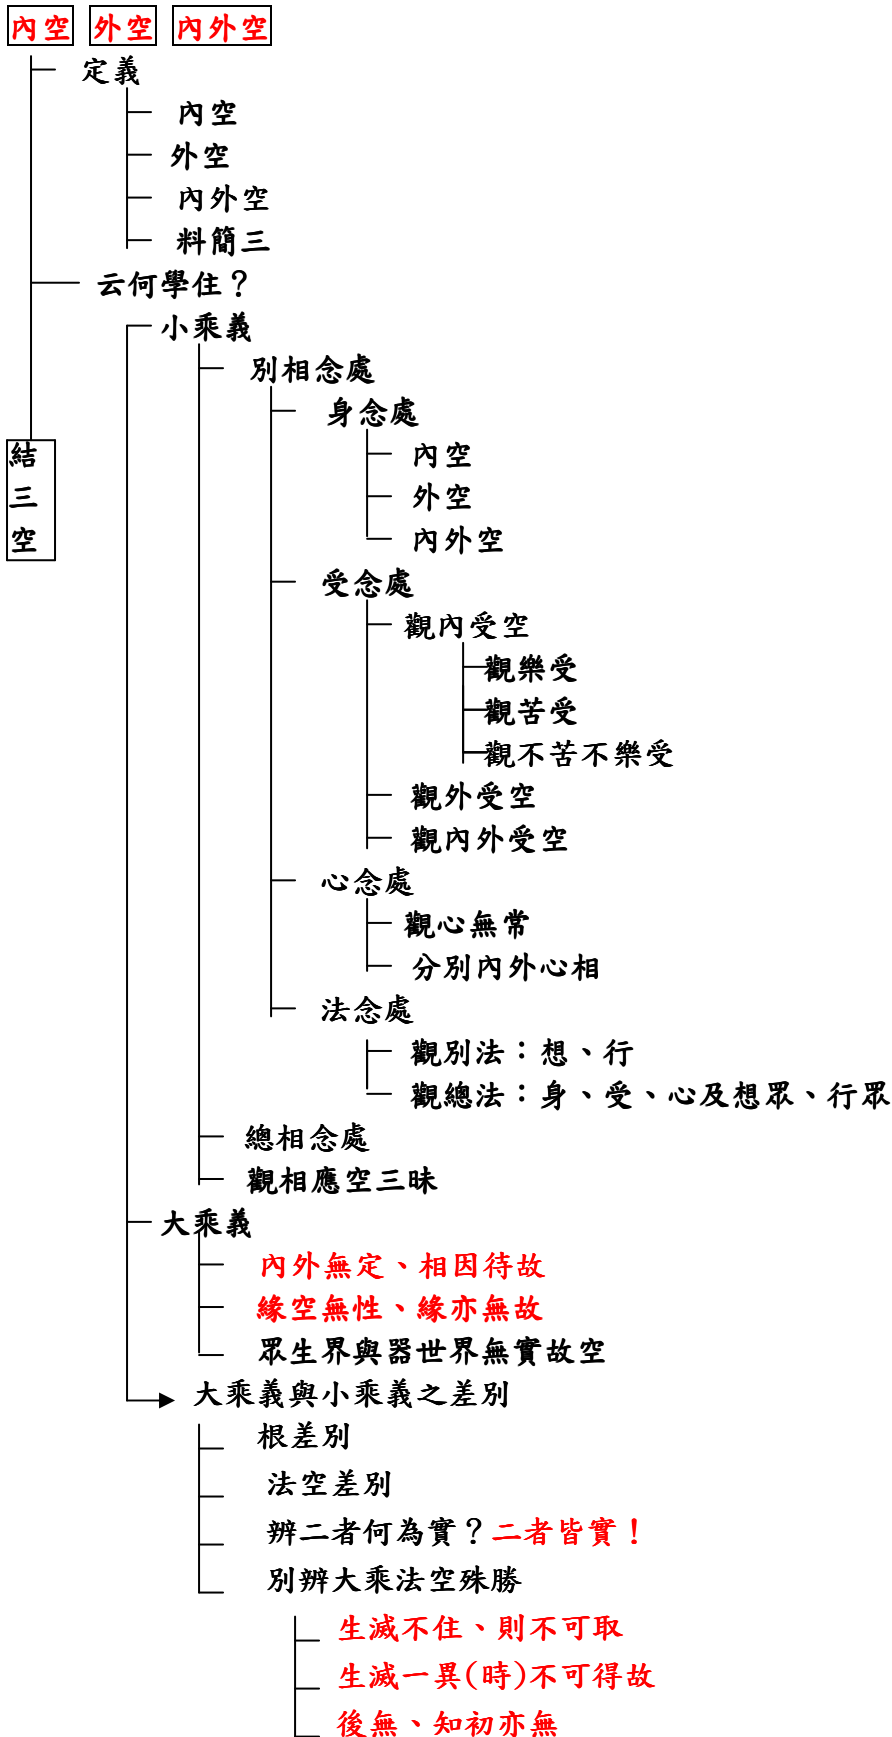 內空 外空 內外空
定義
內空
外空
內外空
料簡三
云何學住？
小乘義
別相念處
身念處
結三空
內空
外空
內外空
受念處
觀內受空
觀樂受
觀苦受
觀不苦不樂受
觀外受空
觀內外受空
心念處
觀心無常
分別內外心相
法念處
觀別法：想、行
觀總法：身、受、心及想眾、行眾
總相念處
觀相應空三昧
大乘義
內外無定、相因待故
緣空無性、緣亦無故
眾生界與器世界無實故空
大乘義與小乘義之差別
根差別
法空差別
辨二者何為實？二者皆實！
別辨大乘法空殊勝
生滅不住、則不可取
生滅一異(時)不可得故
後無、知初亦無